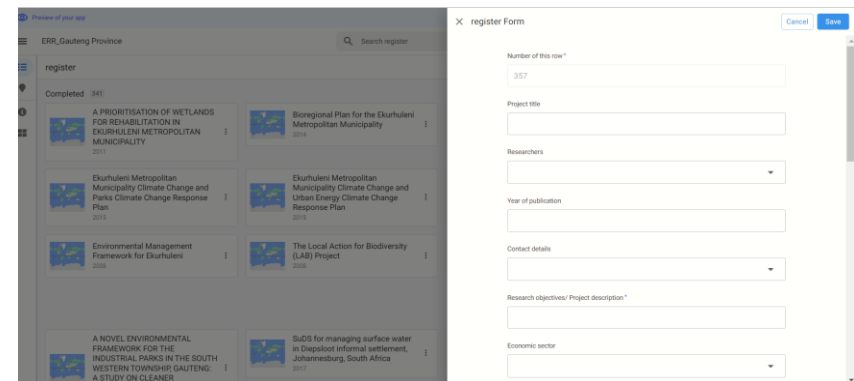 Preview of your app
ERR_Gauteng Province
Search register
register
Completed 341
A PRIORITISATION OF WETLANDS
FOR REHABILITATION IN
EKURHULENI METROPOLITAN
MUNICIPALITY
2011
Bioregional Plan for the Ekurhuleni
Metropolitan Municipality
2014
Ekurhuleni Metropolitan
Municipality Climate Change and
Parks Climate Change Response
Plan
2013
Ekurhuleni Metropolitan
Municipality Climate Change and
Urban Energy Climate Change
Response Plan
2015
Environmental Management
Framework for Ekurhuleni
2008
The Local Action for Biodiversity
(LAB) Project
2008
A NOVEL ENVIRONMENTAL
FRAMEWORK FOR THE
INDUSTRIAL PARKS IN THE SOUTH
WESTERN TOWNSHIP, GAUTENG:
A STUDY ON CLEANER
SuDS for managing surface water
in Diepsloot informal settlement,
Johannesburg, South Africa
2017
register Form
Cancel
Save
Number of this row*
357
Project title
Researchers
Year of publication
Contact details
Research objectives/ Project description*
Economic sector